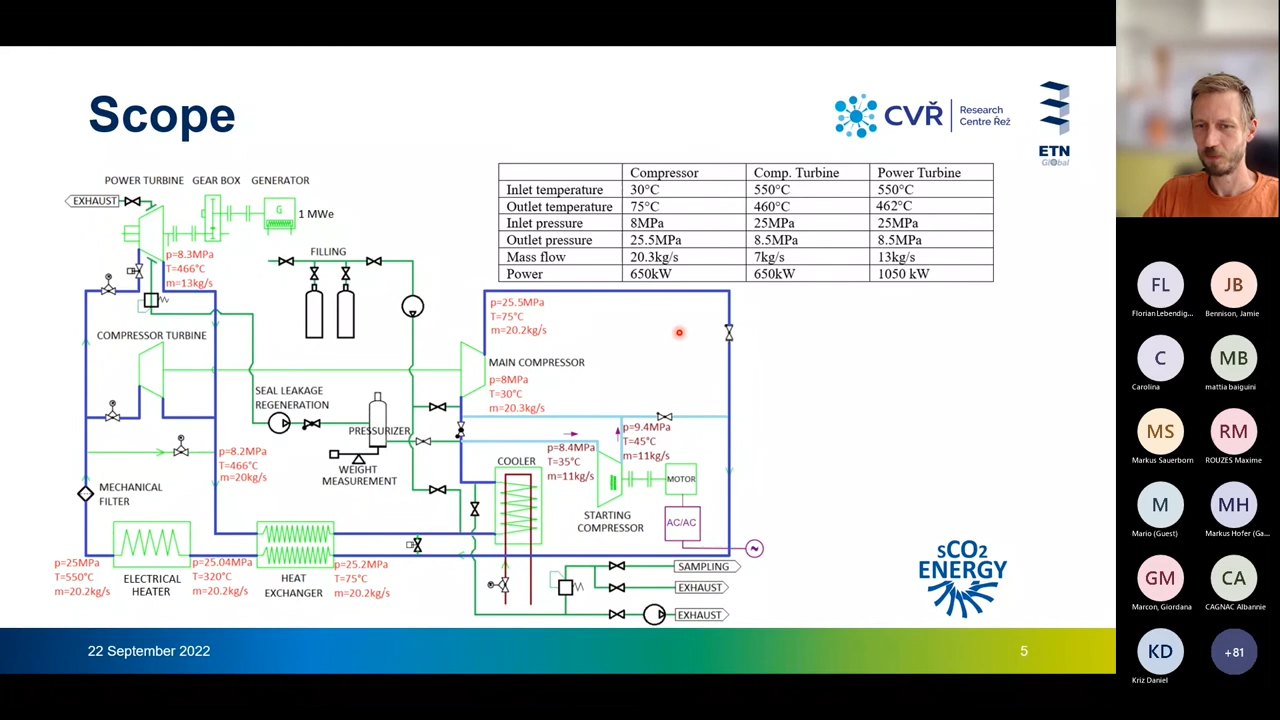 Scope
CVŘ
Research
Centre Řež
ETN
Global
Compressor Comp. Turbine Power Turbine
Inlet temperature 30°C 550°C 550°C
Outlet temperature 75°C 460°C 462°C
Inlet pressure 8MPa 25MPa 25MPa
Outlet pressure 25.5MPa 8.5MPa 8.5MPa
Mass flow 20.3kg/s 7kg/s 13kg/s
Power 650kW 650kW 1050 kW
POWER TURBINE GEAR BOX GENERATOR
EXHAUST
G
1 MWe
p=8.3MPa
T=466°C
m=13kg/s
FILLING
COMPRESSOR TURBINE
p=25.5MPa
T=75°C
m=20.2kg/s
MAIN COMPRESSOR
p=8MPa
T=30°C
m=20.3kg/s
SEAL LEAKAGE
REGENERATION
PRESSURIZER
WEIGHT
MEASUREMENT
p=8.2MPa
T=466°C
m=20kg/s
MECHANICAL
FILTER
COOLER
p=8.4MPa
T=35°C
m=11kg/s
p=9.4MPa
T=45°C
m=11kg/s
MOTOR
STARTING
COMPRESSOR
AC/AC
p=25MPa
T=550°C
m=20.2kg/s
ELECTRICAL
HEATER
p=25.04MPa
T=320°C
m=20.2kg/s
HEAT
EXCHANGER
p=25.2MPa
T=75°C
m=20.2kg/s
SAMPLING
EXHAUST
EXHAUST
sCO2
ENERGY
22 September 2022
5
FL
Florian Lebendig...
JB
Bennison, Jamie
C
Carolina
MB
mattia baiguini
MS
Markus Sauerborn
RM
ROUZES Maxime
M
Mario (Guest)
MH
Markus Hofer (Ga...
GM
Marcon, Giordana
CA
CAGNAC Albannie
KD
Kriz Daniel
+81